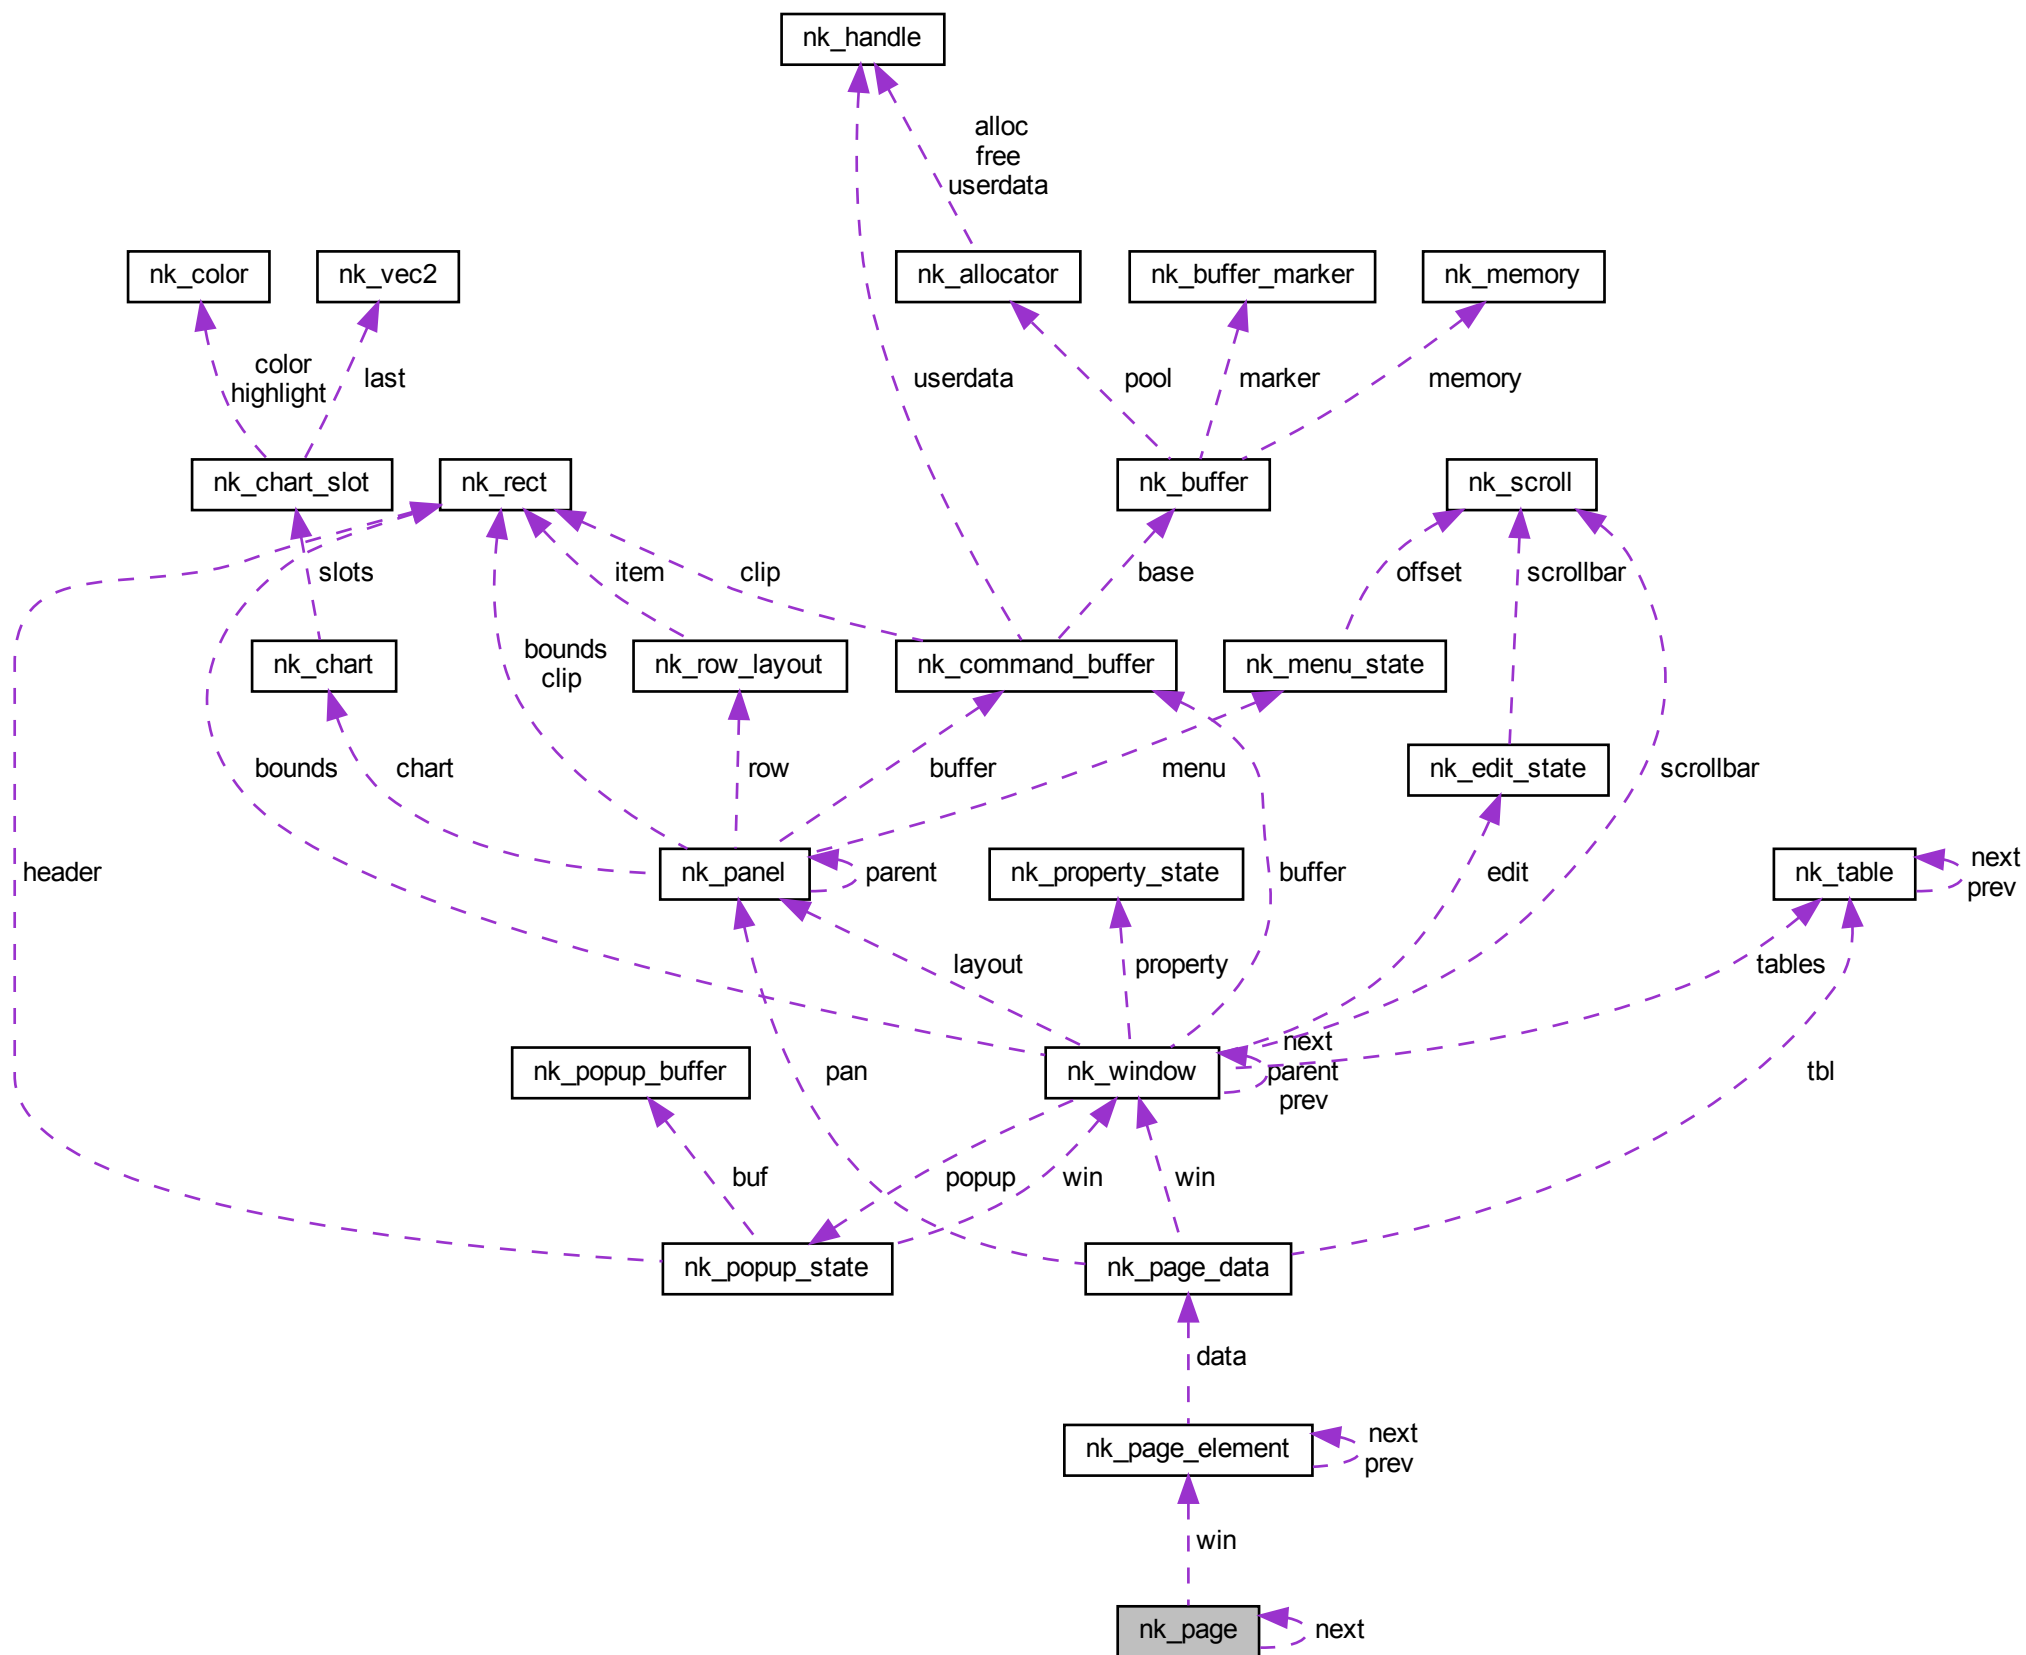 nk_handle
alloc
free
userdata
nk_color
nk_vec2
nk_allocator
nk_buffer_marker
nk_memory
color
highlight
last
userdata
pool
marker
memory
nk_chart_slot
nk_rect
nk_buffer
nk_scroll
slots
item
clip
base
offset
scrollbar
nk_chart
bounds
clip
nk_row_layout
nk_command_buffer
nk_menu_state
bounds
chart
row
buffer
menu
nk_edit_state
scrollbar
header
nk_panel
parent
nk_property_state
buffer
edit
nk_table
next
prev
layout
property
tables
nk_popup_buffer
pan
nk_window
next
parent
prev
tbl
buf
popup
win
win
nk_popup_state
nk_page_data
data
nk_page_element
next
prev
win
nk_page
next